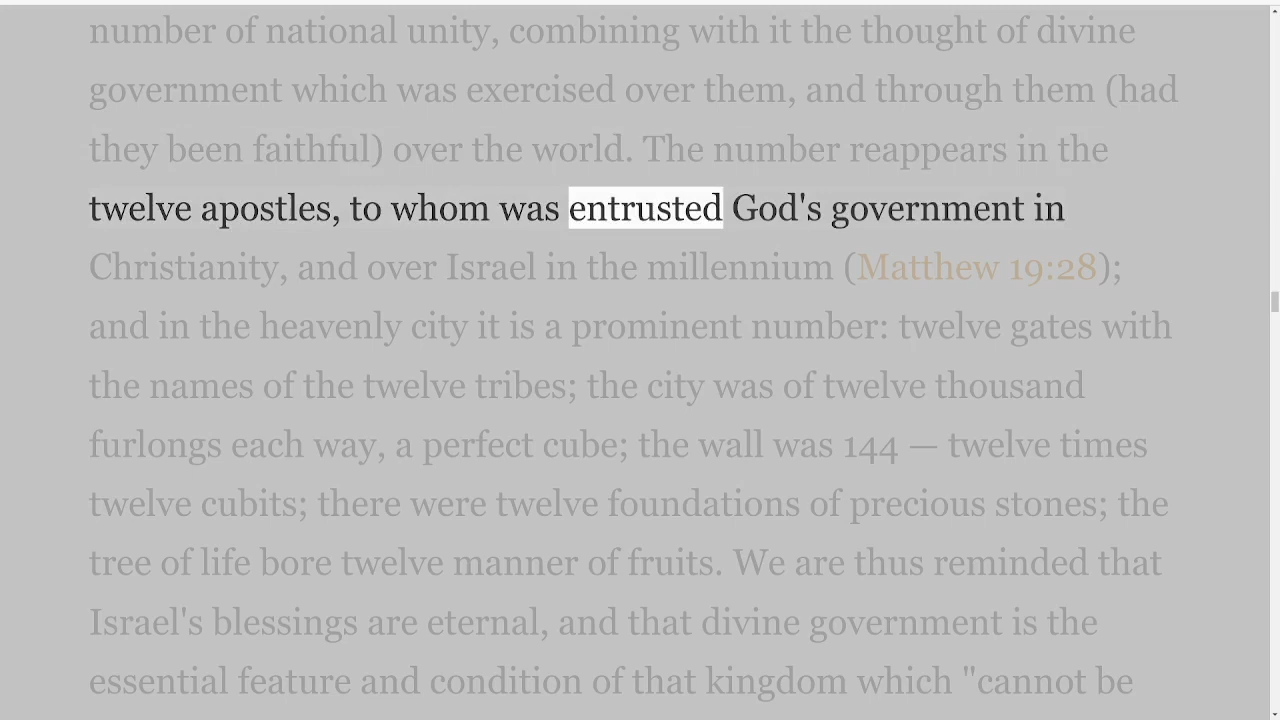 number of national unity, combining with it the thought of divine
government which was exercised over them, and through them (had
they been faithful) over the world. The number reappears in the
twelve apostles, to whom was entrusted God's government in
Christianity, and over Israel in the millennium (Matthew 19:28);
and in the heavenly city it is a prominent number: twelve gates with
the names of the twelve tribes; the city was of twelve thousand
furlongs each way, a perfect cube; the wall was 144 — twelve times
twelve cubits; there were twelve foundations of precious stones; the
tree of life bore twelve manner of fruits. We are thus reminded that
Israel's blessings are eternal, and that divine government is the
essential feature and condition of that kingdom which "cannot be